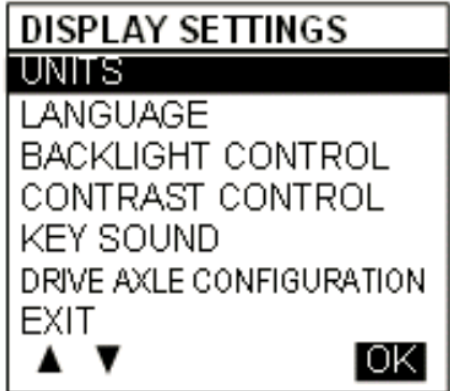 DISPLAY SETTINGS
UNITS
LANGUAGE
BACKLIGHT CONTROL
CONTRAST CONTROL
KEY SOUND
DRIVE AXLE CONFIGURATION
EXIT
▲ ▼ OK